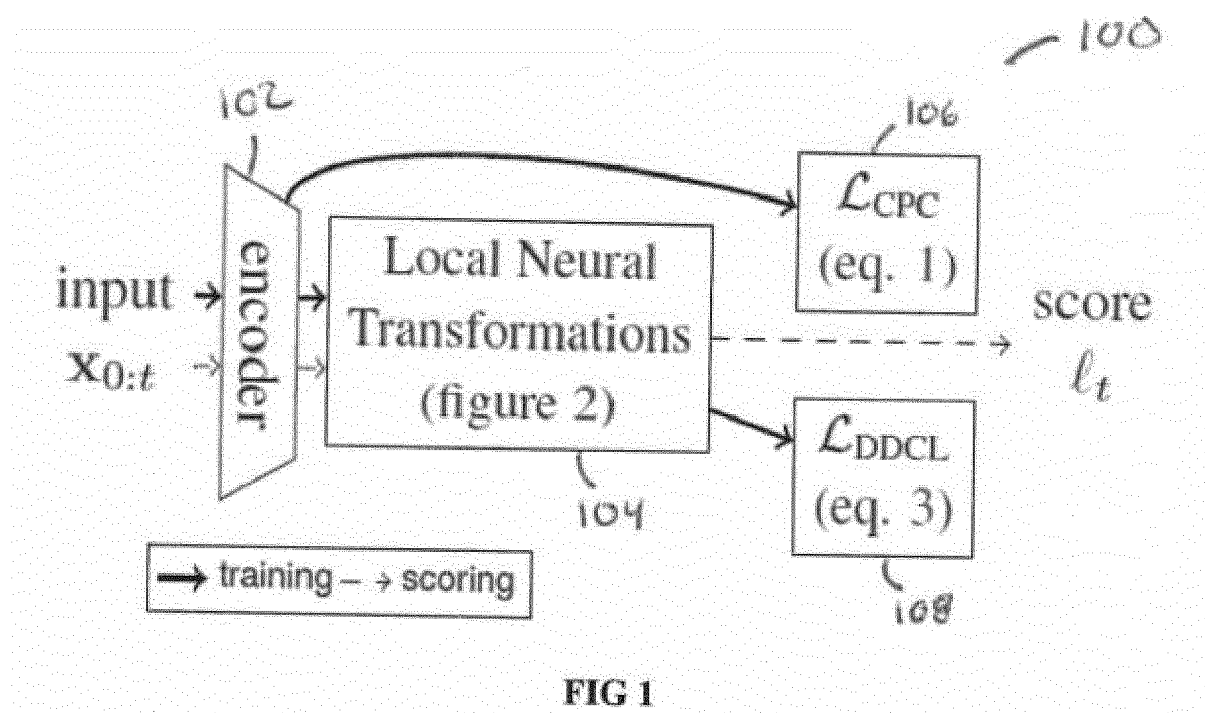 100
102
106
ℒCPC
(eq. 1)
encoder
Local Neural
Transformations
(figure 2)
input
x0:t
score
ℓt
ℒDDCL
(eq. 3)
104
108
training scoring
FIG 1